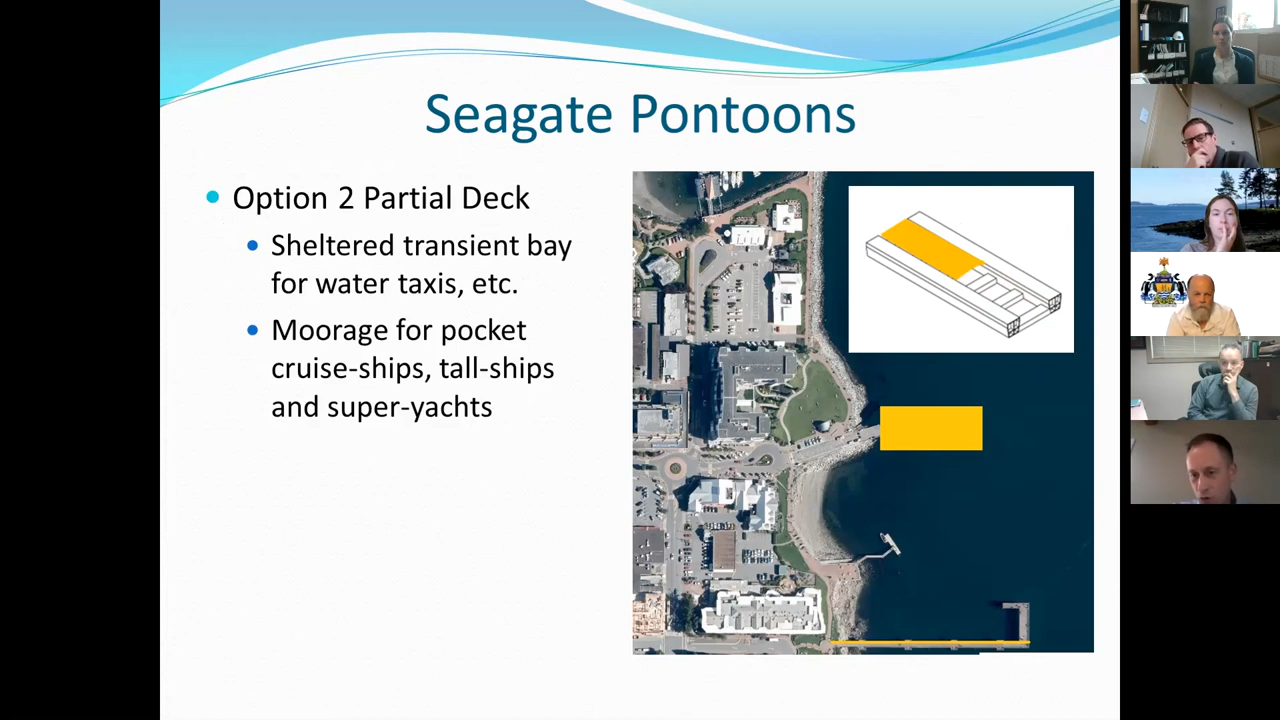 Seagate Pontoons
Option 2 Partial Deck
Sheltered transient bay
for water taxis, etc.
Moorage for pocket
cruise-ships, tall-ships
and super-yachts